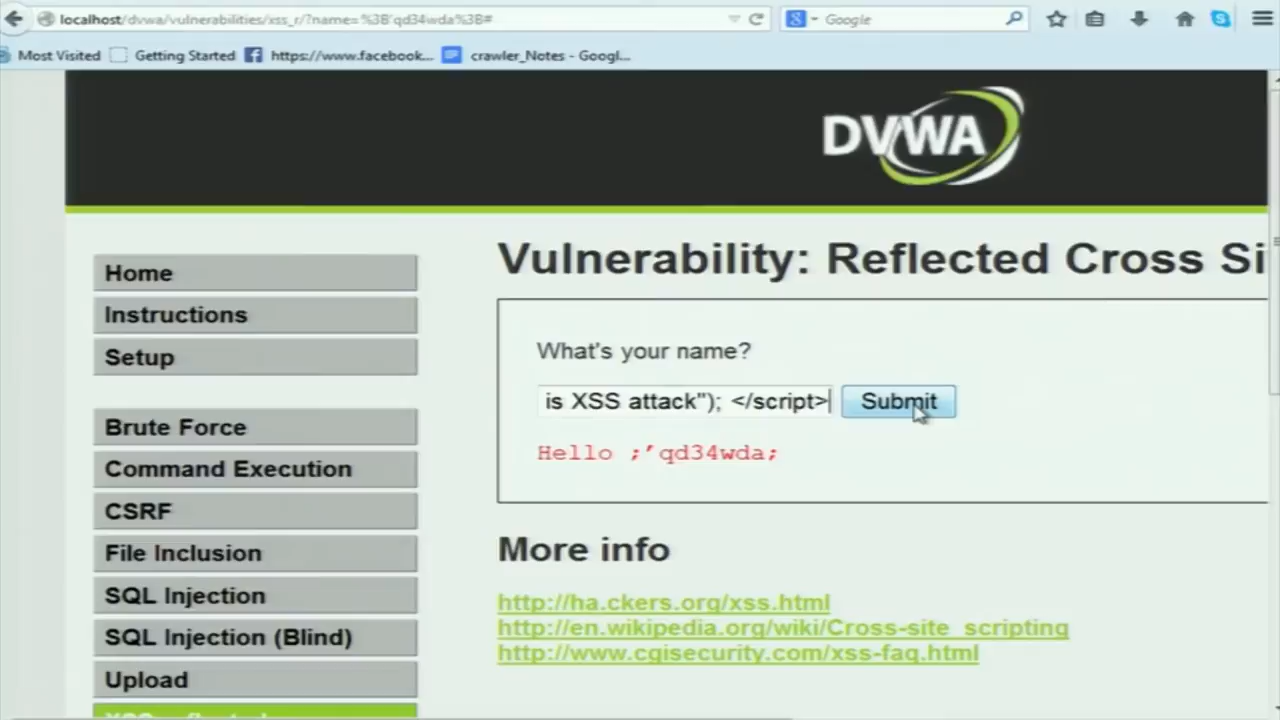 localhost/dvwa/vulnerabilities/xss_r/?name=%3B'qd34wda%3B#
Google
Most Visited
Getting Started
https://www.facebook...
crawler_Notes - Googl...
DVWA
Vulnerability: Reflected Cross Si
Home
Instructions
Setup
What's your name?
is XSS attack"); </script>
Submit
Hello ;'qd34wda;
Brute Force
Command Execution
CSRF
File Inclusion
SQL Injection
SQL Injection (Blind)
Upload
More info
http://ha.ckers.org/xss.html
http://en.wikipedia.org/wiki/Cross-site_scripting
http://www.cgisecurity.com/xss-faq.html